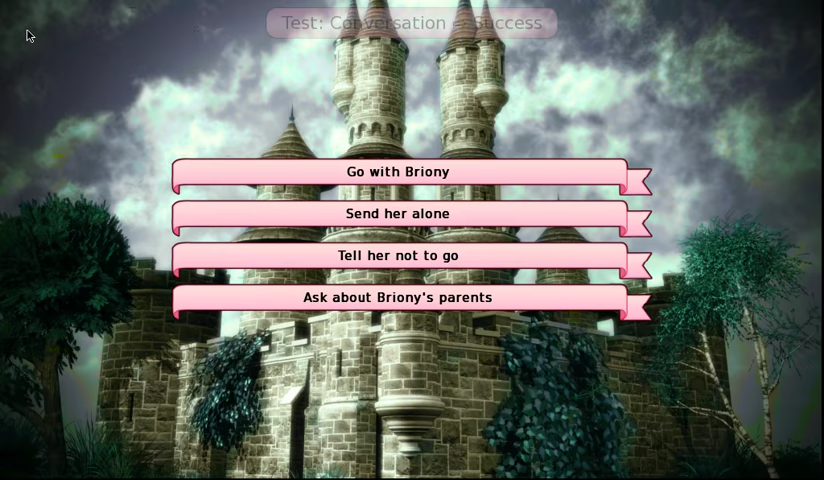 Test: Conversation - Success
Go with Briony
Send her alone
Tell her not to go
Ask about Briony's parents